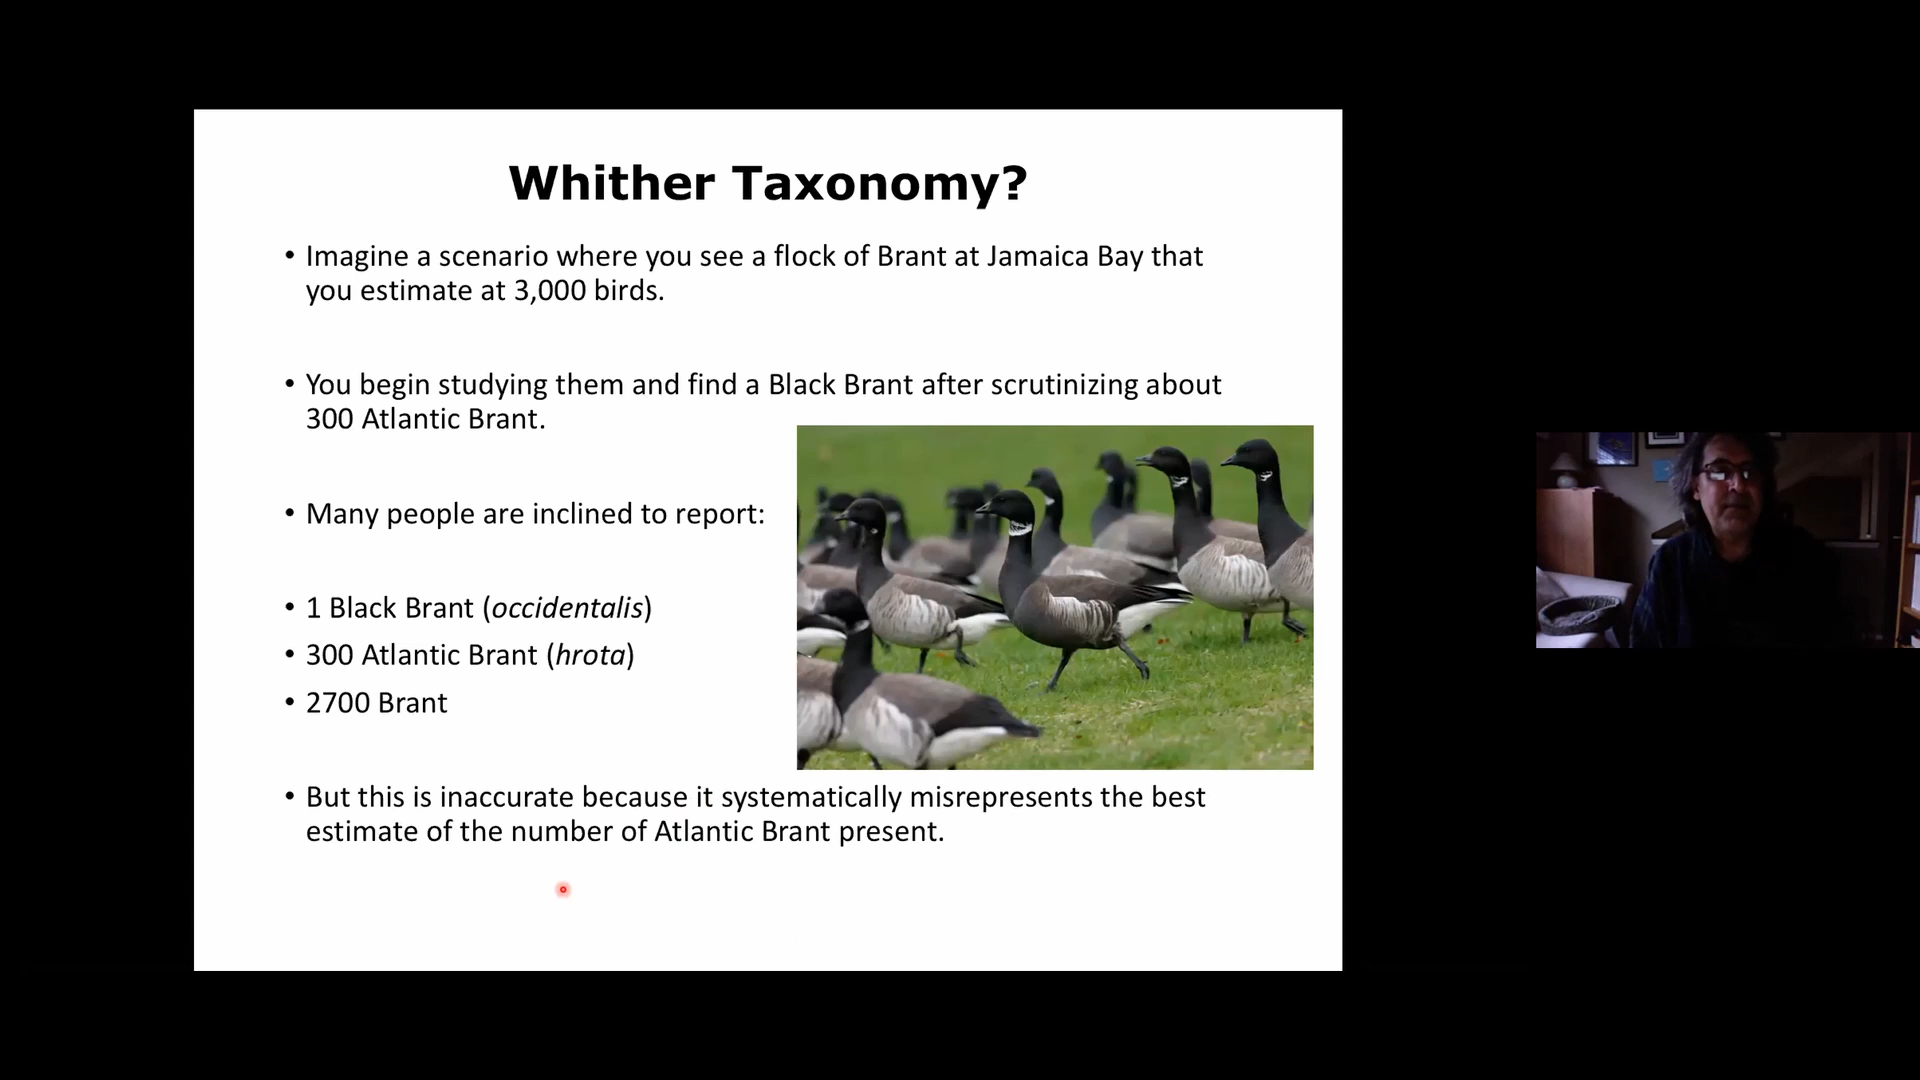 Whither Taxonomy?
• Imagine a scenario where you see a flock of Brant at Jamaica Bay that
you estimate at 3,000 birds.
• You begin studying them and find a Black Brant after scrutinizing about
300 Atlantic Brant.
• Many people are inclined to report:
• 1 Black Brant (occidentalis)
• 300 Atlantic Brant (hrota)
• 2700 Brant
• But this is inaccurate because it systematically misrepresents the best
estimate of the number of Atlantic Brant present.